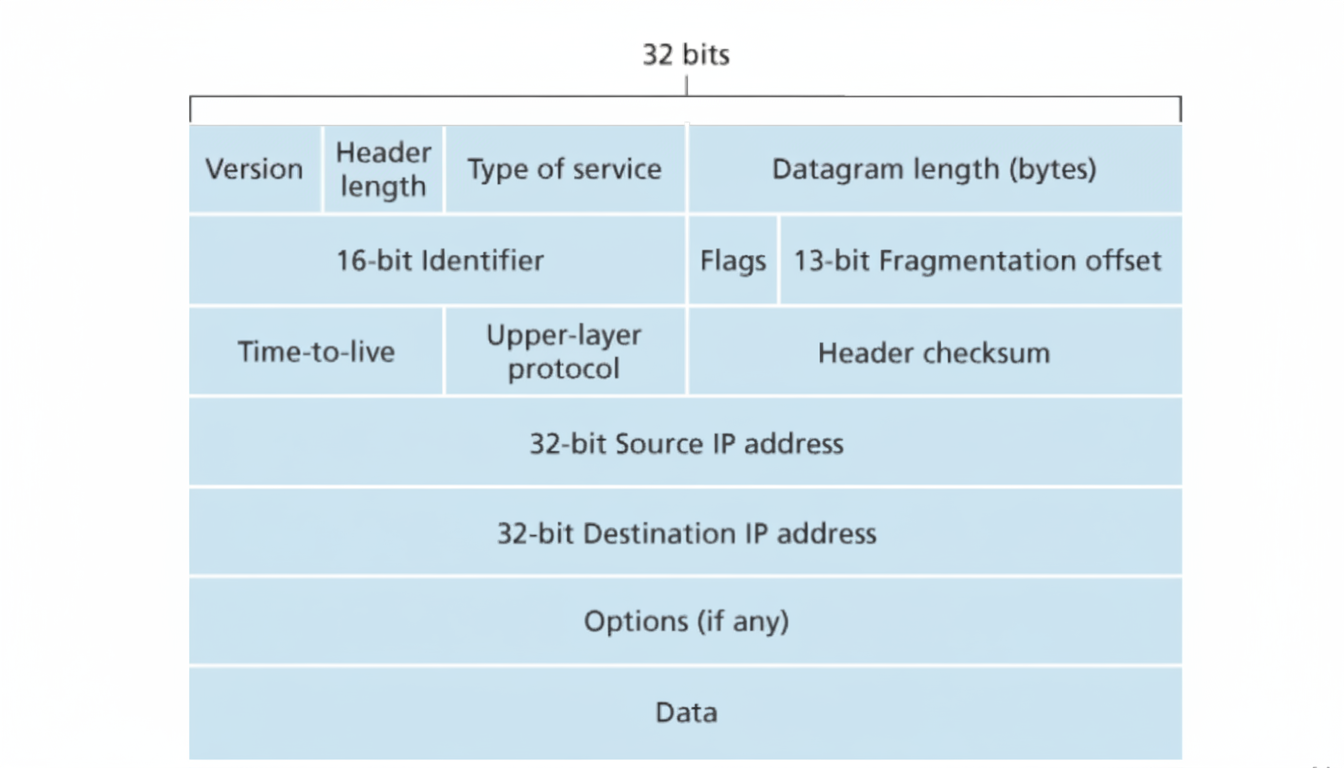 32 bits
Version
Header
length
Type of service
Datagram length (bytes)
16-bit Identifier
Flags
13-bit Fragmentation offset
Time-to-live
Upper-layer
protocol
Header checksum
32-bit Source IP address
32-bit Destination IP address
Options (if any)
Data